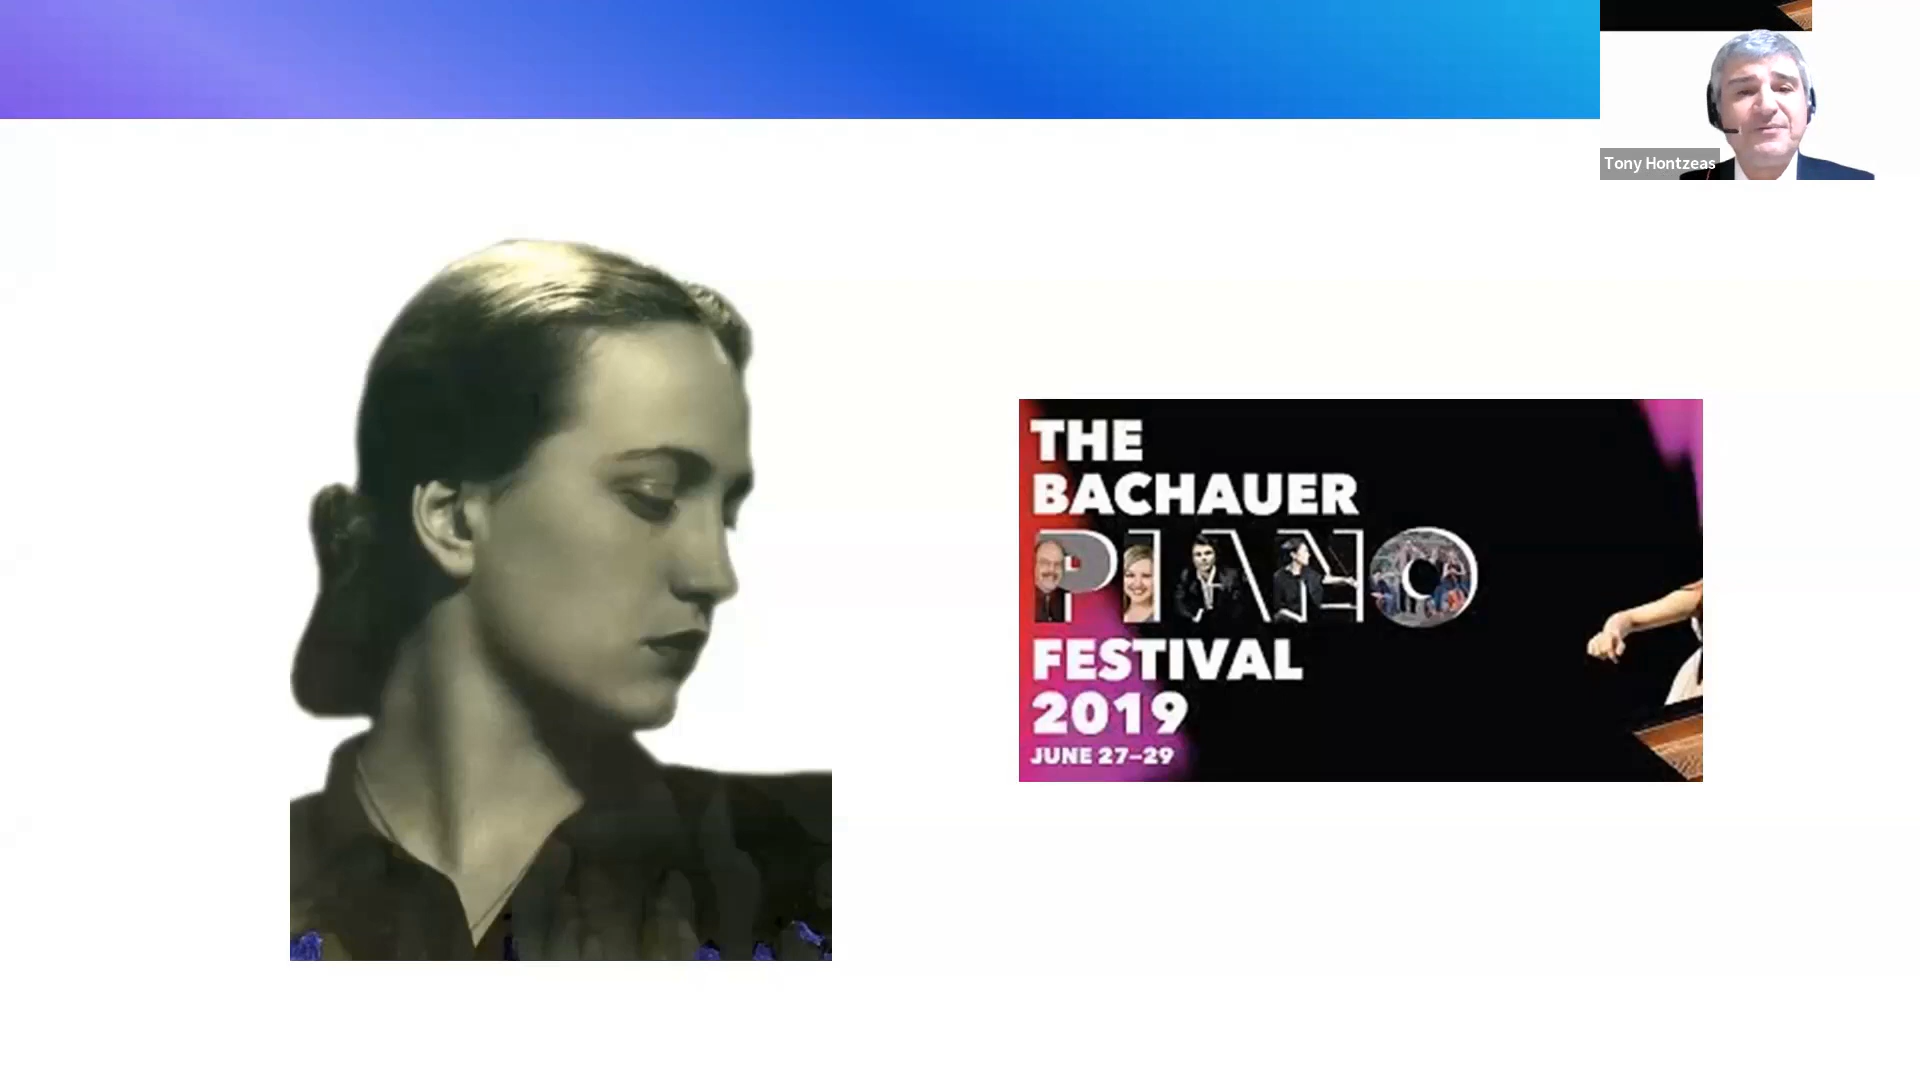 Tony Hontzeas
THE
BACHAUER
PIANO
FESTIVAL
2019
JUNE 27–29